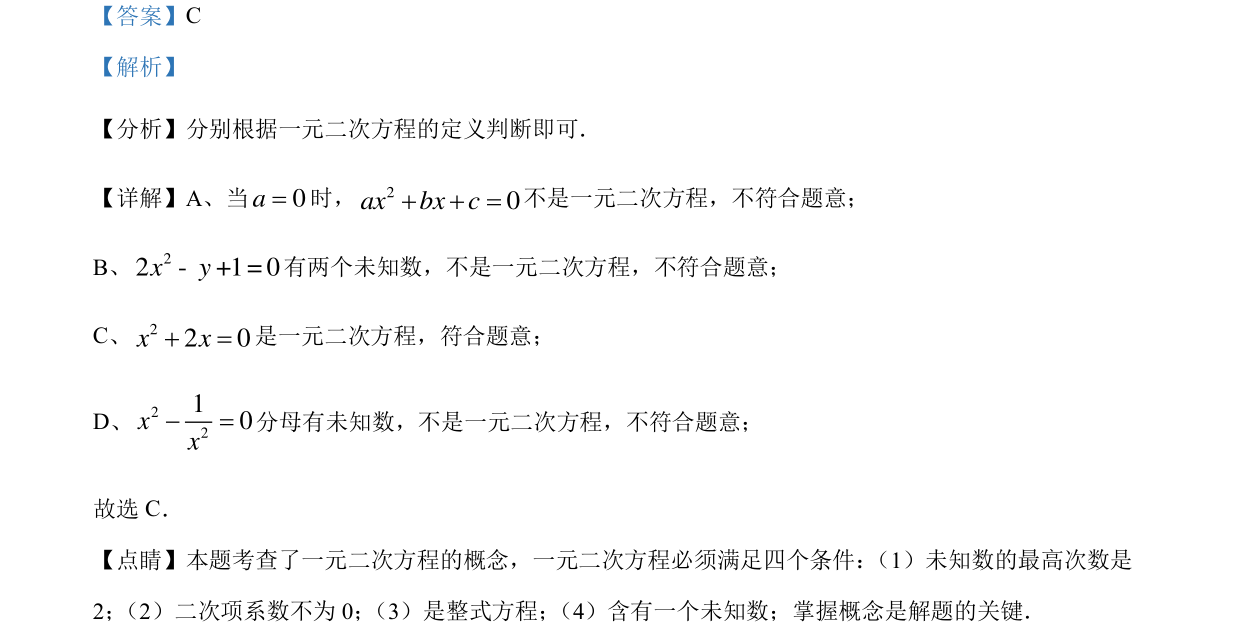 【答案】C
【解析】
【分析】分别根据一元二次方程的定义判断即可．
【详解】A、当a=0时，ax²+bx+c=0不是一元二次方程，不符合题意；
B、2x²- y+1=0有两个未知数，不是一元二次方程，不符合题意；
C、x²+2x=0是一元二次方程，符合题意；
D、x²−1/x²=0分母有未知数，不是一元二次方程，不符合题意；
故选 C．
【点睛】本题考查了一元二次方程的概念，一元二次方程必须满足四个条件：（1）未知数的最高次数是
2；（2）二次项系数不为 0；（3）是整式方程；（4）含有一个未知数；掌握概念是解题的关键．